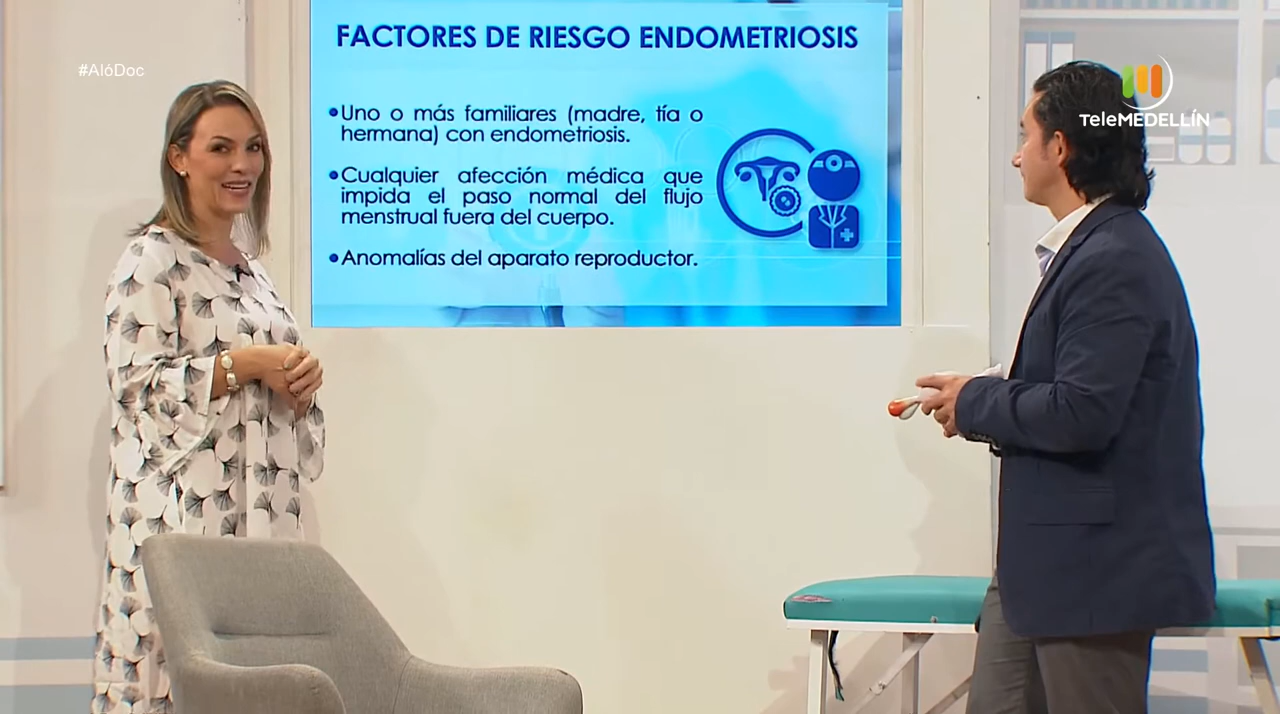 FACTORES DE RIESGO ENDOMETRIOSIS
#AlóDoc
TeleMEDELLÍN
•Uno o más familiares (madre, tía o
hermana) con endometriosis.
•Cualquier afección médica que
impida el paso normal del flujo
menstrual fuera del cuerpo.
•Anomalías del aparato reproductor.